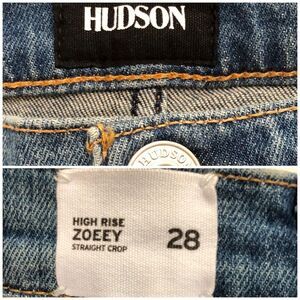 HUDSON
HUDSON
HIGH RISE
ZOEEY
STRAIGHT CROP
28